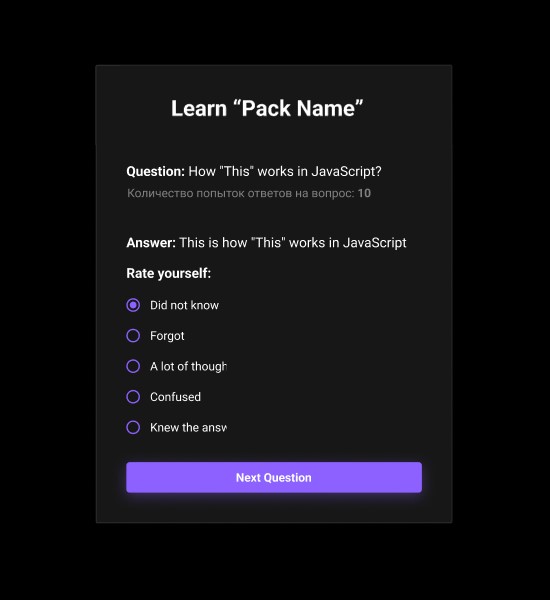 Learn “Pack Name”
Question: How "This" works in JavaScript?
Количество попыток ответов на вопрос: 10
Answer: This is how "This" works in JavaScript
Rate yourself:
Did not know
Forgot
A lot of though
Confused
Knew the answ
Next Question